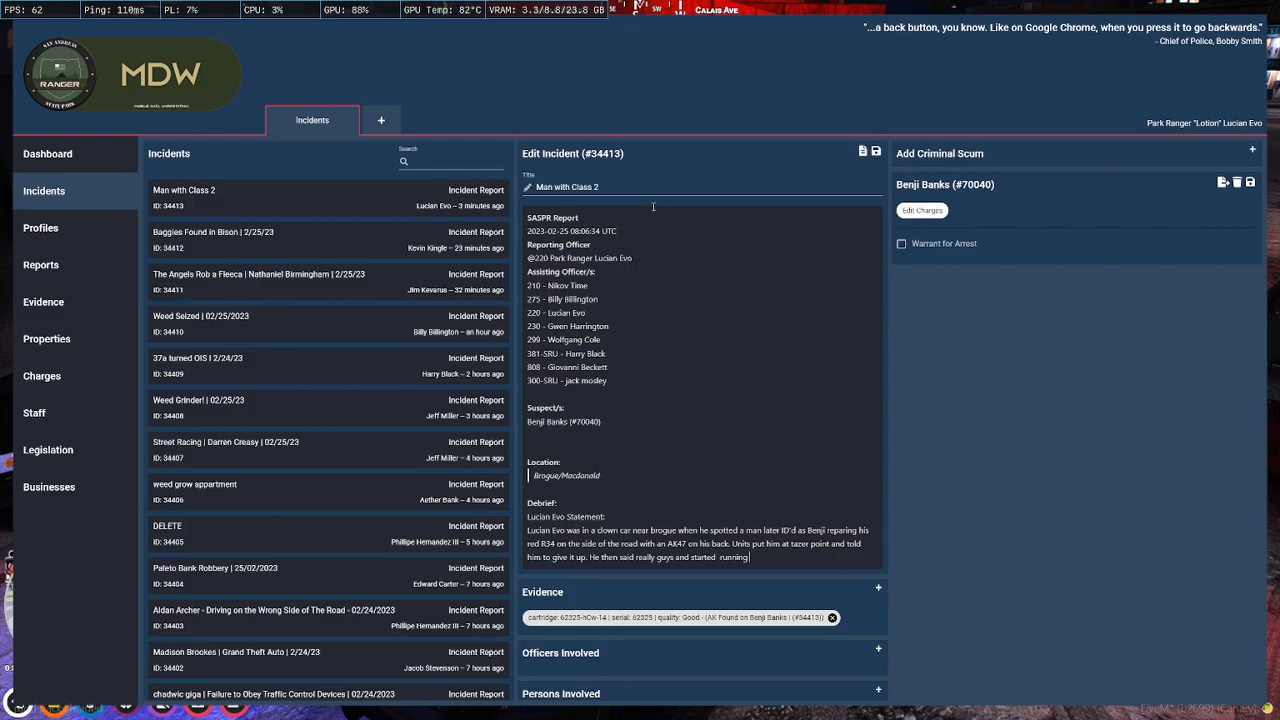 FPS: 62
Ping: 110ms
PL: 7%
CPU: 3%
GPU: 88%
GPU Temp: 82°C
VRAM: 3.3/8.8/23.8 GB
CALAIS AVE
"...a back button, you know. Like on Google Chrome, when you press it to go backwards."
- Chief of Police, Bobby Smith
SAN ANDREAS
RANGER
STATE PARK
MDW
MOBILE DATA WORKSTATION
Incidents
+
Park Ranger "Lotion" Lucian Evo
Dashboard
Incidents
Profiles
Reports
Evidence
Properties
Charges
Staff
Legislation
Businesses
Incidents
Search
Man with Class 2
Incident Report
ID: 34413
Lucian Evo – 3 minutes ago
Baggies Found in Bison | 2/25/23
Incident Report
ID: 34412
Kevin Kingle – 23 minutes ago
The Angels Rob a Fleeca | Nathaniel Birmingham | 2/25/23
Incident Report
ID: 34411
Jim Kevarus – 32 minutes ago
Weed Seized | 02/25/2023
Incident Report
ID: 34410
Billy Billington – an hour ago
37a turned OIS I 2/24/23
Incident Report
ID: 34409
Harry Black – 2 hours ago
Weed Grinder! | 02/25/23
Incident Report
ID: 34408
Jeff Miller – 3 hours ago
Street Racing | Darren Creasy | 02/25/23
Incident Report
ID: 34407
Jeff Miller – 4 hours ago
weed grow appartment
Incident Report
ID: 34406
Aether Bank – 4 hours ago
DELETE
Incident Report
ID: 34405
Phillipe Hernandez III – 5 hours ago
Paleto Bank Robbery | 25/02/2023
Incident Report
ID: 34404
Edward Carter – 7 hours ago
Aldan Archer - Driving on the Wrong Side of The Road - 02/24/2023
Incident Report
ID: 34403
Phillipe Hernandez III – 7 hours ago
Madison Brookes | Grand Theft Auto | 2/24/23
Incident Report
ID: 34402
Jacob Stevenson – 7 hours ago
chadwic giga | Failure to Obey Traffic Control Devices | 02/24/2023
Incident Report
Edit Incident (#34413)
Title
Man with Class 2
SASPR Report
2023-02-25 08:06:34 UTC
Reporting Officer
@220 Park Ranger Lucian Evo
Assisting Officer/s:
210 - Nikov Time
275 - Billy Billington
220 - Lucian Evo
230 - Gwen Harrington
299 - Wolfgang Cole
381-SRU - Harry Black
808 - Giovanni Beckett
300-SRU - jack mosley
Suspect/s:
Benji Banks (#70040)
Location:
Brogue/Macdonald
Debrief:
Lucian Evo Statement:
Lucian Evo was in a clown car near brogue when he spotted a man later ID'd as Benji reparing his
red R34 on the side of the road with an AK47 on his back. Units put him at tazer point and told
him to give it up. He then said really guys and started  running
Evidence
+
cartridge: 62325-hCw-14 | serial: 62325 | quality: Good - (AK Found on Benji Banks | (#34413))
Officers Involved
+
Persons Involved
+
Add Criminal Scum
+
Benji Banks (#70040)
Edit Charges
Warrant for Arrest
FiveM* (b2699) (Canary)